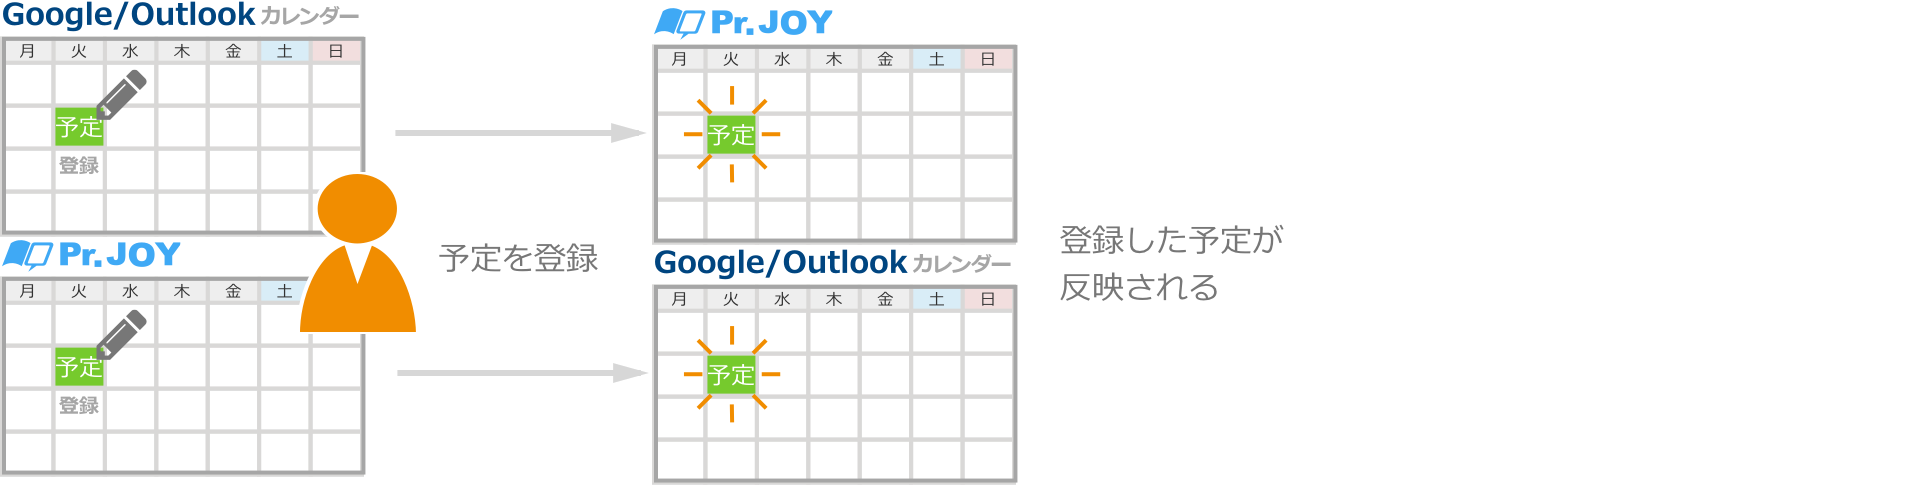 Google/Outlook カレンダー
月 火 水 木 金 土 日
予定
登録
Pr.JOY
月 火 水 木 金 土
予定
登録
予定を登録
Pr.JOY
月 火 水 木 金 土 日
予定
Google/Outlook カレンダー
月 火 水 木 金 土 日
予定
登録した予定が
反映される